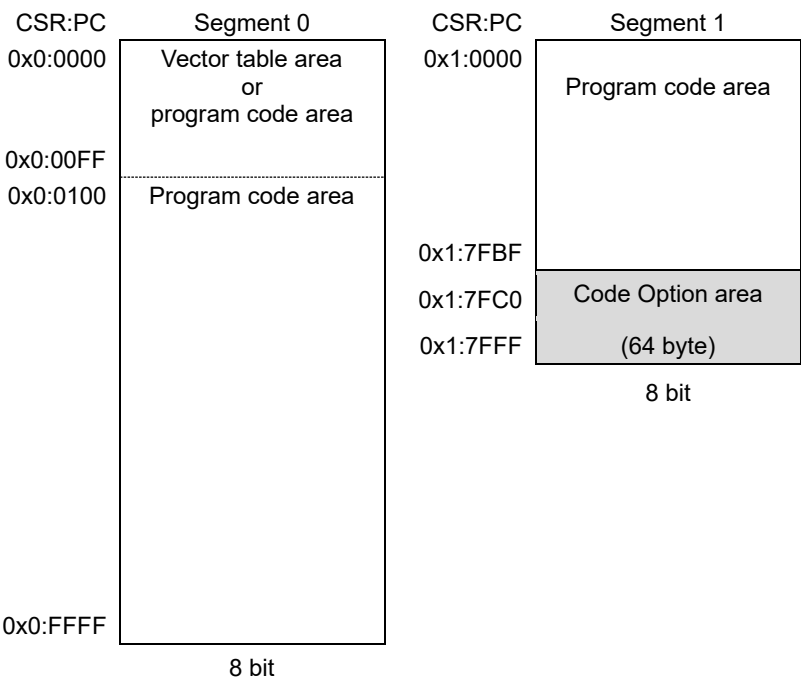 CSR:PC Segment 0
0x0:0000 Vector table area
or
program code area
0x0:00FF
0x0:0100 Program code area
0x0:FFFF
8 bit
CSR:PC Segment 1
0x1:0000
Program code area
0x1:7FBF
0x1:7FC0 Code Option area
0x1:7FFF (64 byte)
8 bit